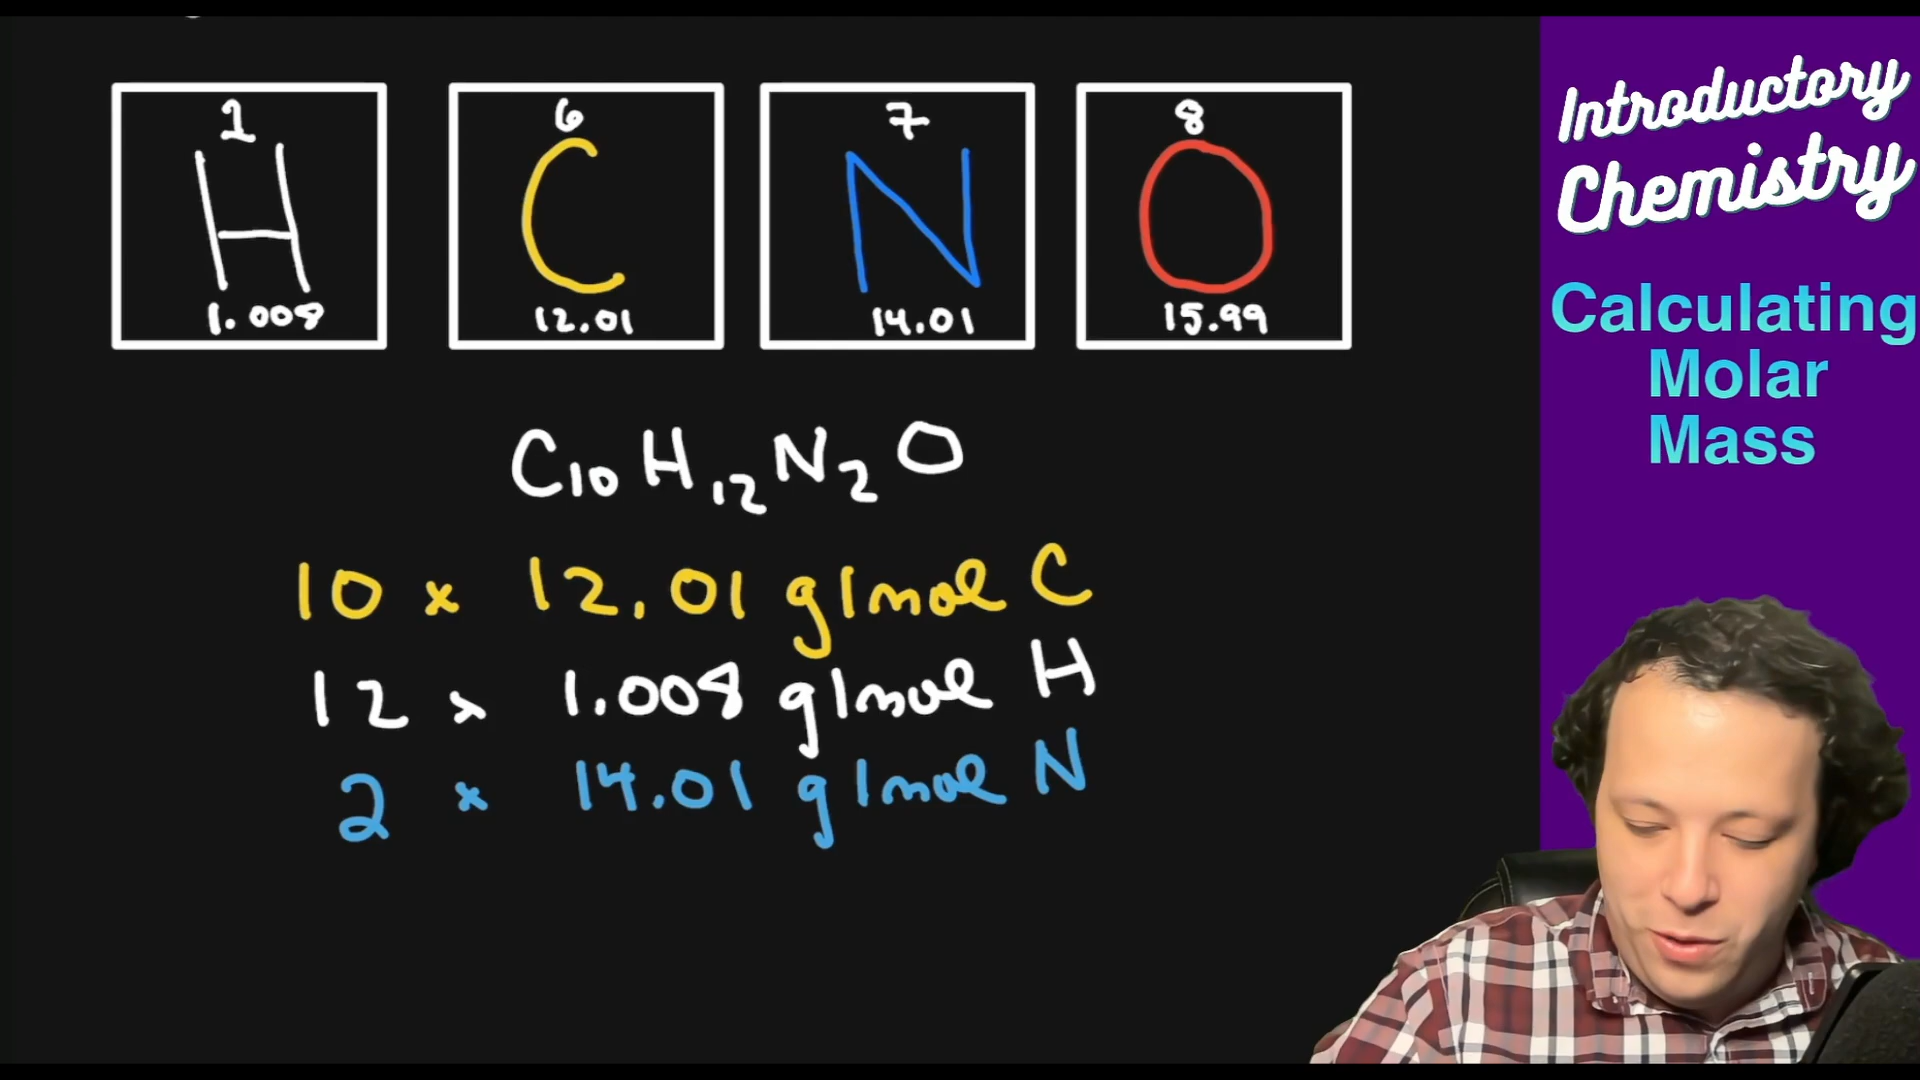 1
H
1.008
6
C
12.01
7
N
14.01
8
O
15.99
C₁₀H₁₂N₂O
10 x 12.01 g/mol C
12 x 1.008 g/mol H
2 x 14.01 g/mol N
Introductory
Chemistry
Calculating
Molar
Mass